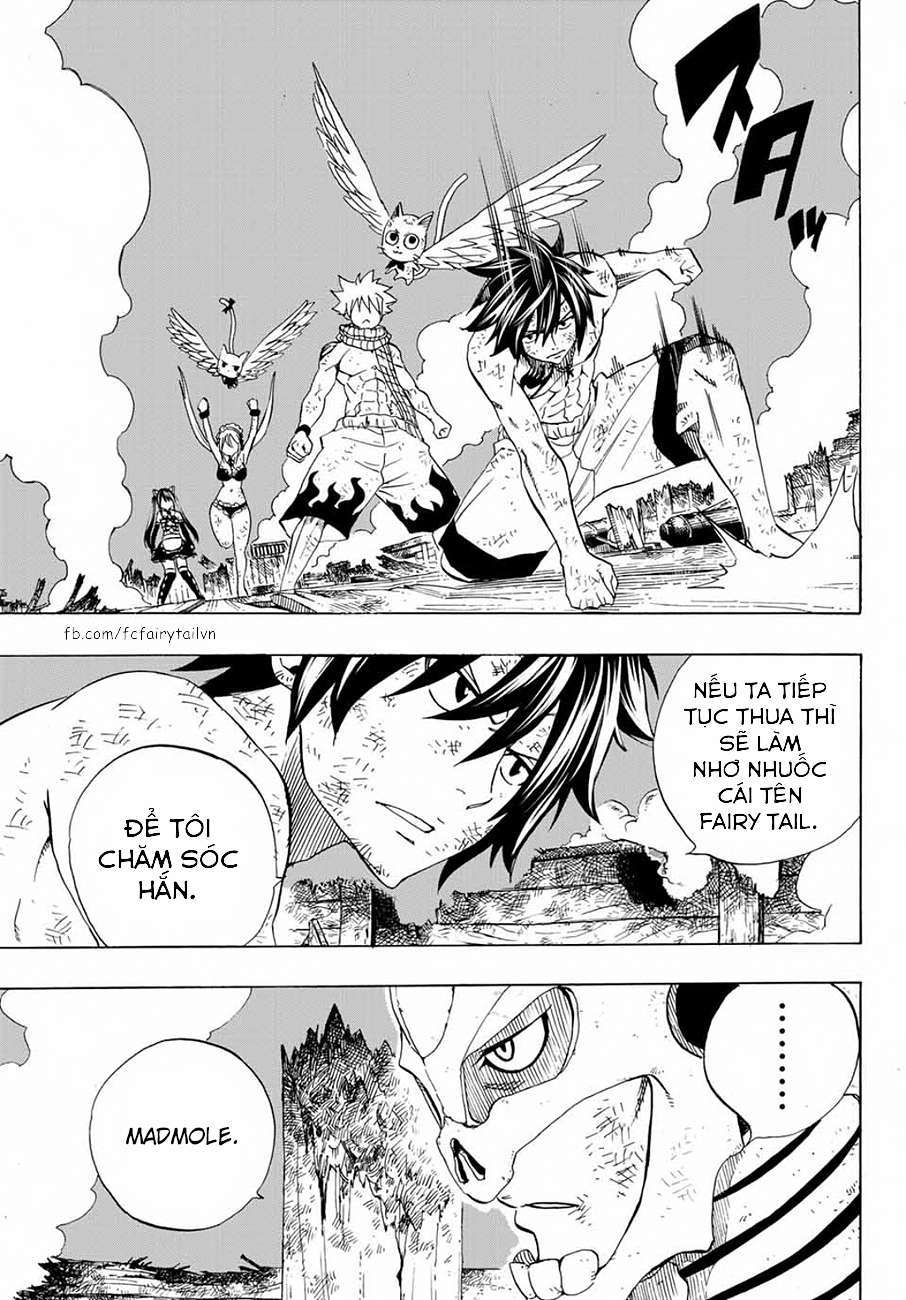 スタッ
fb.com/fcfairytailvn
NẾU TA TIẾP
TỤC THUA THÌ
SẼ LÀM
NHƠ NHUỐC
CÁI TÊN
FAIRY TAIL.
ĐỂ TÔI
CHĂM SÓC
HẮN.
......
MADMOLE.